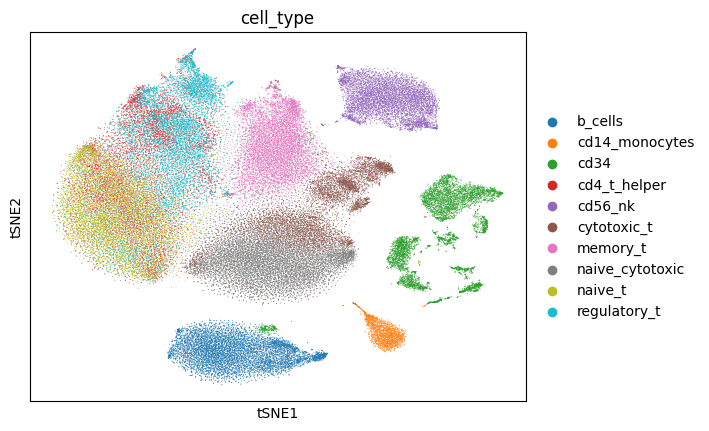 cell_type
tSNE2
tSNE1
b_cells
cd14_monocytes
cd34
cd4_t_helper
cd56_nk
cytotoxic_t
memory_t
naive_cytotoxic
naive_t
regulatory_t